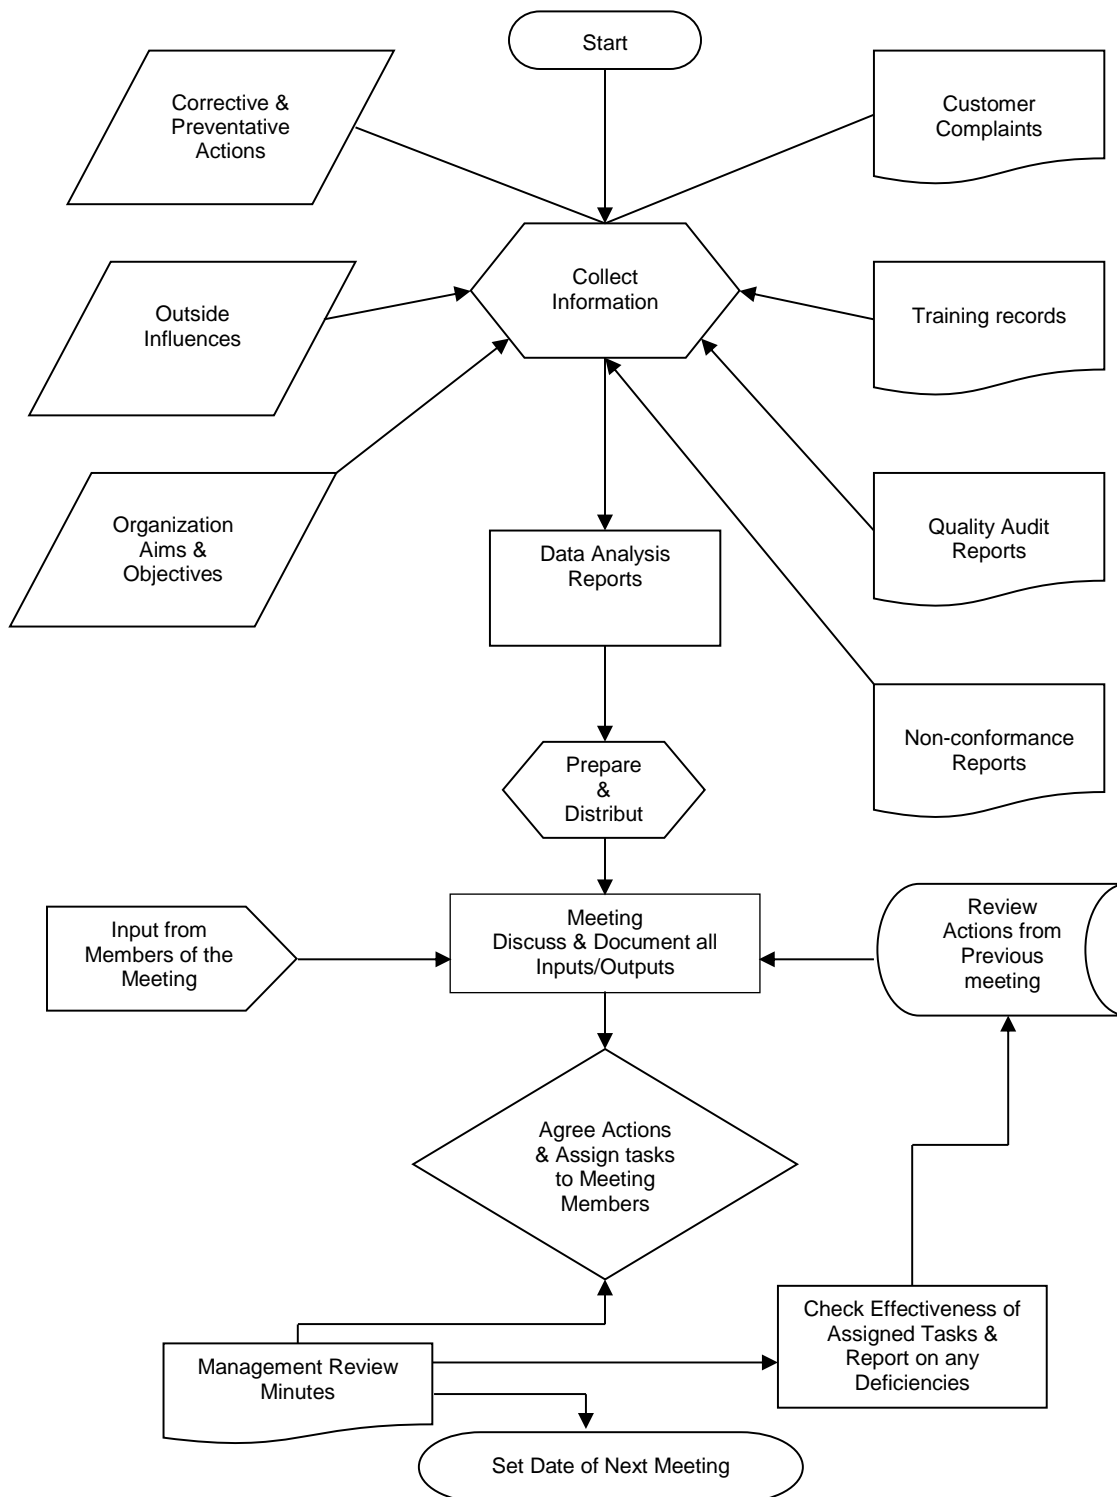 Start
Corrective &
Preventative
Actions
Customer
Complaints
Collect
Information
Outside
Influences
Training records
Organization
Aims &
Objectives
Data Analysis
Reports
Quality Audit
Reports
Prepare
&
Distribut
Non-conformance
Reports
Input from
Members of the
Meeting
Meeting
Discuss & Document all
Inputs/Outputs
Review
Actions from
Previous
meeting
Agree Actions
& Assign tasks
to Meeting
Members
Management Review
Minutes
Check Effectiveness of
Assigned Tasks &
Report on any
Deficiencies
Set Date of Next Meeting